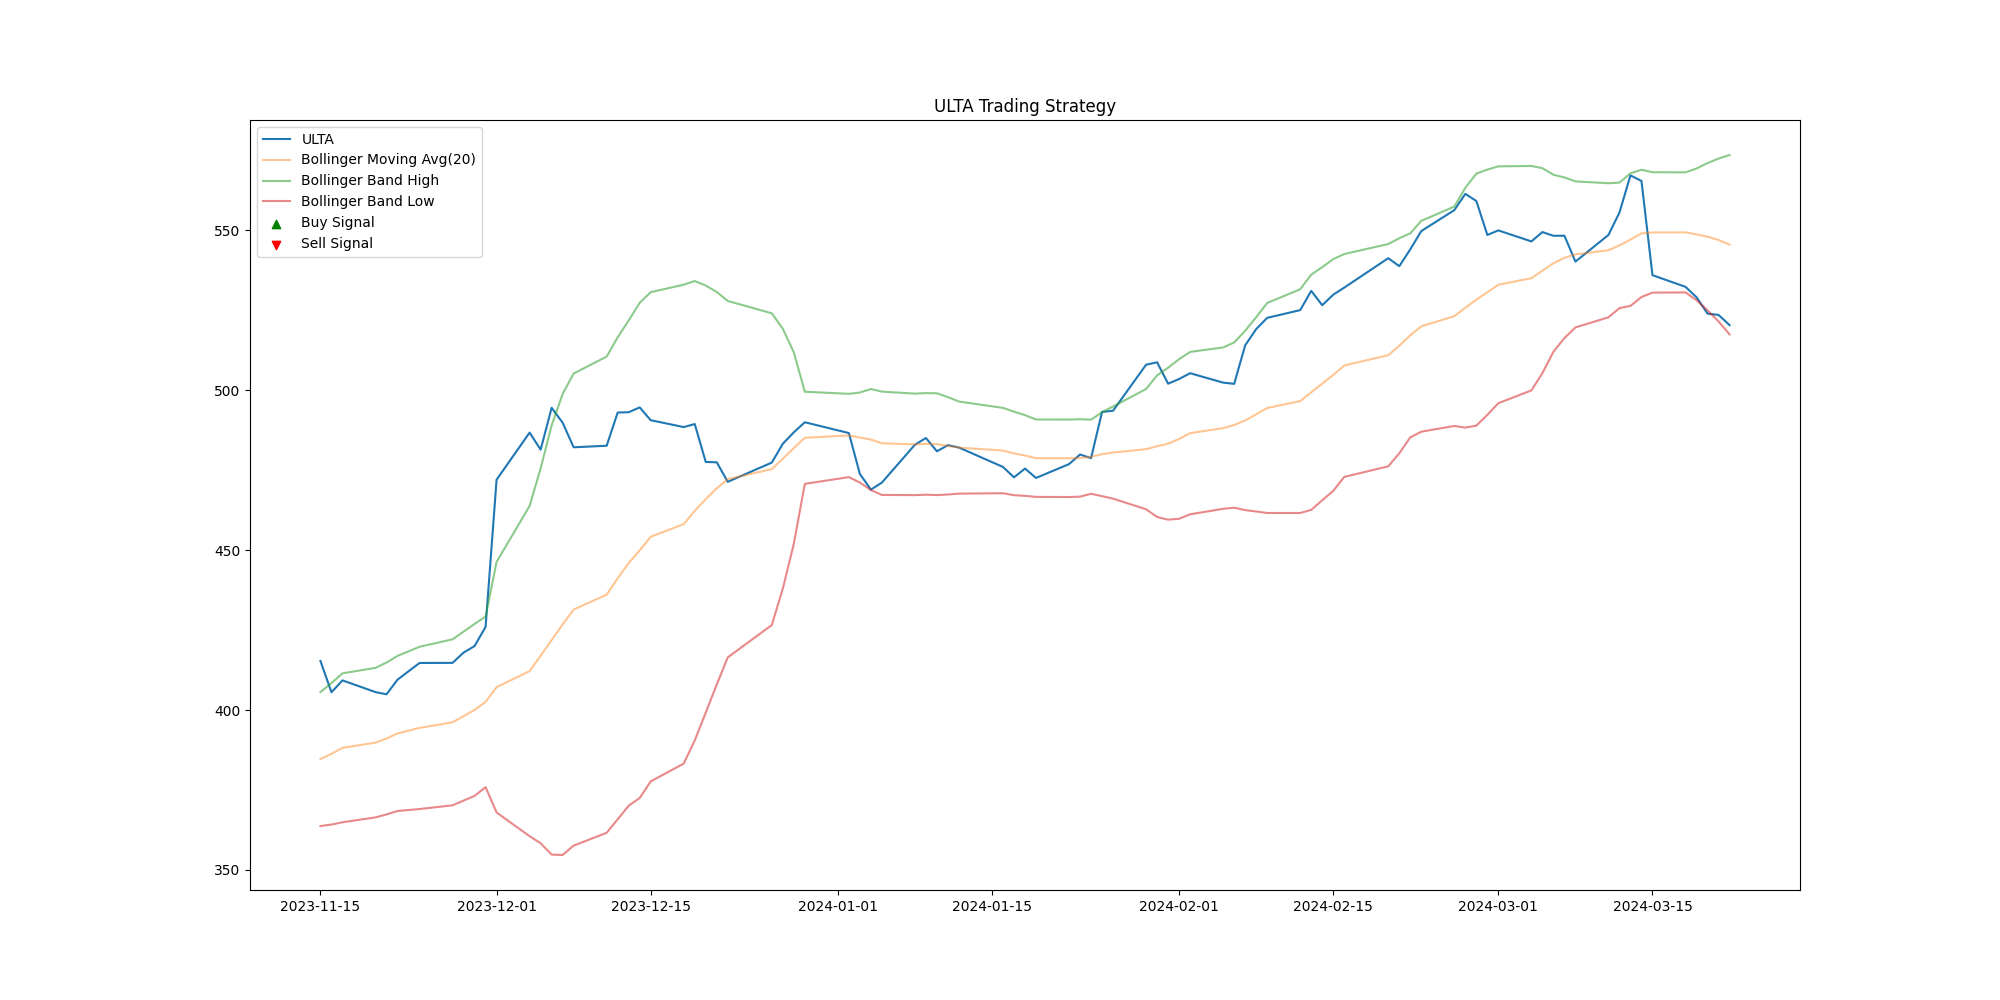 ULTA Trading Strategy
ULTA
Bollinger Moving Avg(20)
Bollinger Band High
Bollinger Band Low
Buy Signal
Sell Signal
550
500
450
400
350
2023-11-15 2023-12-01 2023-12-15 2024-01-01 2024-01-15 2024-02-01 2024-02-15 2024-03-01 2024-03-15